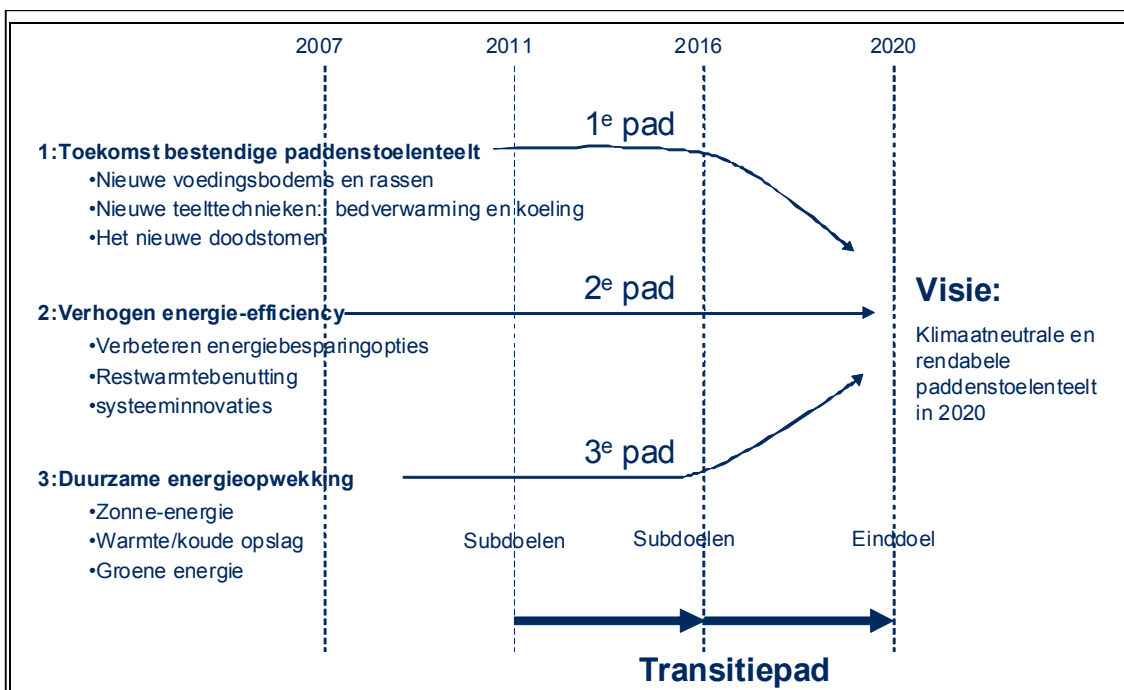 2007 2011 2016 2020
1e pad
1:Toekomst bestendige paddenstoelenteelt
•Nieuwe voedingsbodems en rassen
•Nieuwe teelttechnieken: bedverwarming en koeling
•Het nieuwe doodstomen
2e pad
2:Verhogen energie-efficiency
•Verbeteren energiebesparingopties
•Restwarmtebenutting
•systeeminnovaties
Visie:
Klimaatneutrale en
rendabele
paddenstoelenteelt
in 2020
3e pad
3:Duurzame energieopwekking
•Zonne-energie
•Warmte/koude opslag
•Groene energie
Subdoelen Subdoelen Einddoel
Transitiepad